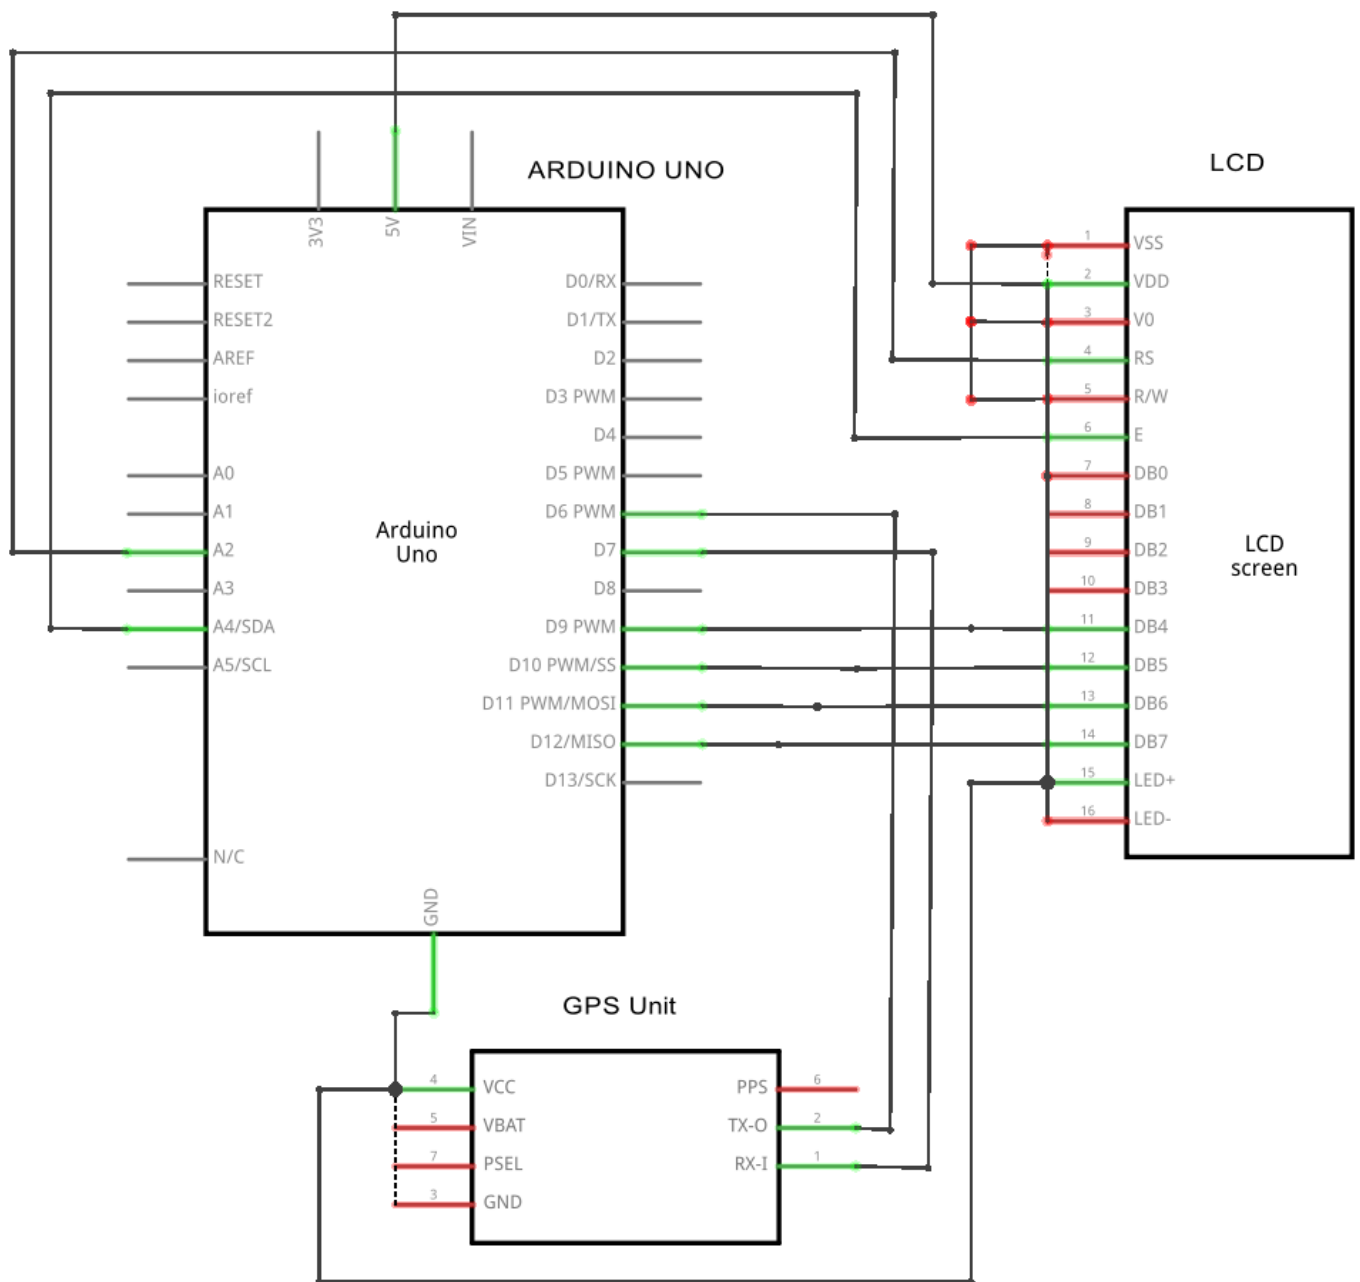 ARDUINO UNO
LCD
3V3
5V
VIN
RESET
RESET2
AREF
ioref
A0
A1
A2
A3
A4/SDA
A5/SCL
N/C
Arduino
Uno
D0/RX
D1/TX
D2
D3 PWM
D4
D5 PWM
D6 PWM
D7
D8
D9 PWM
D10 PWM/SS
D11 PWM/MOSI
D12/MISO
D13/SCK
GND
1 VSS
2 VDD
3 V0
4 RS
5 R/W
6 E
7 DB0
8 DB1
9 DB2
10 DB3
11 DB4
12 DB5
13 DB6
14 DB7
15 LED+
16 LED-
LCD
screen
GPS Unit
4 VCC
5 VBAT
7 PSEL
3 GND
PPS 6
TX-O 2
RX-I 1